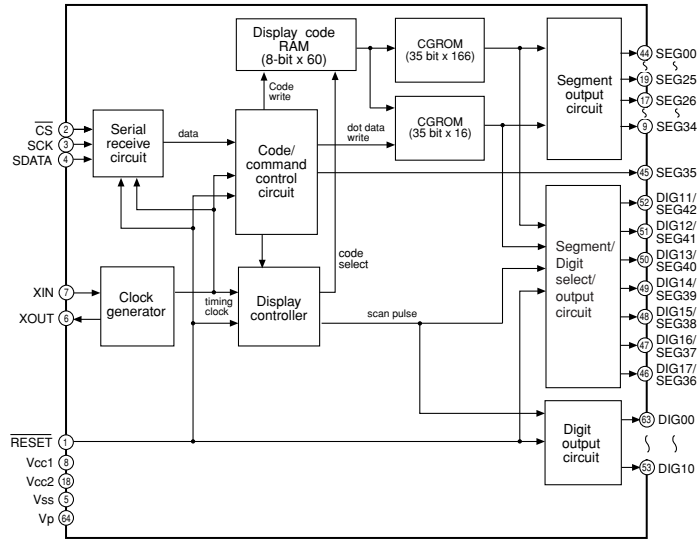 Display code
RAM
(8-bit x 60)
CGROM
(35 bit x 166)
Segment
output
circuit
44 SEG00
19 SEG25
17 SEG26
9 SEG34
Code
write
CS 2
SCK 3
SDATA 4
Serial
receive
circuit
data
Code/
command
control
circuit
dot data
write
CGROM
(35 bit x 16)
45 SEG35
Segment/
Digit
select/
output
circuit
52 DIG11/
SEG42
51 DIG12/
SEG41
50 DIG13/
SEG40
49 DIG14/
SEG39
48 DIG15/
SEG38
47 DIG16/
SEG37
46 DIG17/
SEG36
code
select
XIN 7
XOUT 6
Clock
generator
timing
clock
Display
controller
scan pulse
Digit
output
circuit
63 DIG00
53 DIG10
RESET 1
Vcc1 8
Vcc2 18
Vss 5
Vp 64